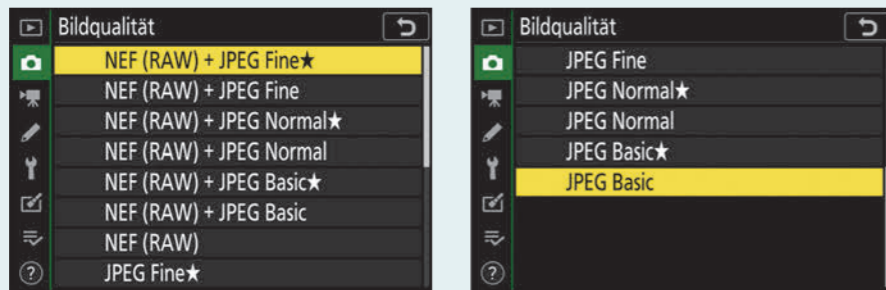 Bildqualität
NEF (RAW) + JPEG Fine★
NEF (RAW) + JPEG Fine
NEF (RAW) + JPEG Normal★
NEF (RAW) + JPEG Normal
NEF (RAW) + JPEG Basic★
NEF (RAW) + JPEG Basic
NEF (RAW)
JPEG Fine★
?
Bildqualität
JPEG Fine
JPEG Normal★
JPEG Normal
JPEG Basic★
JPEG Basic
?